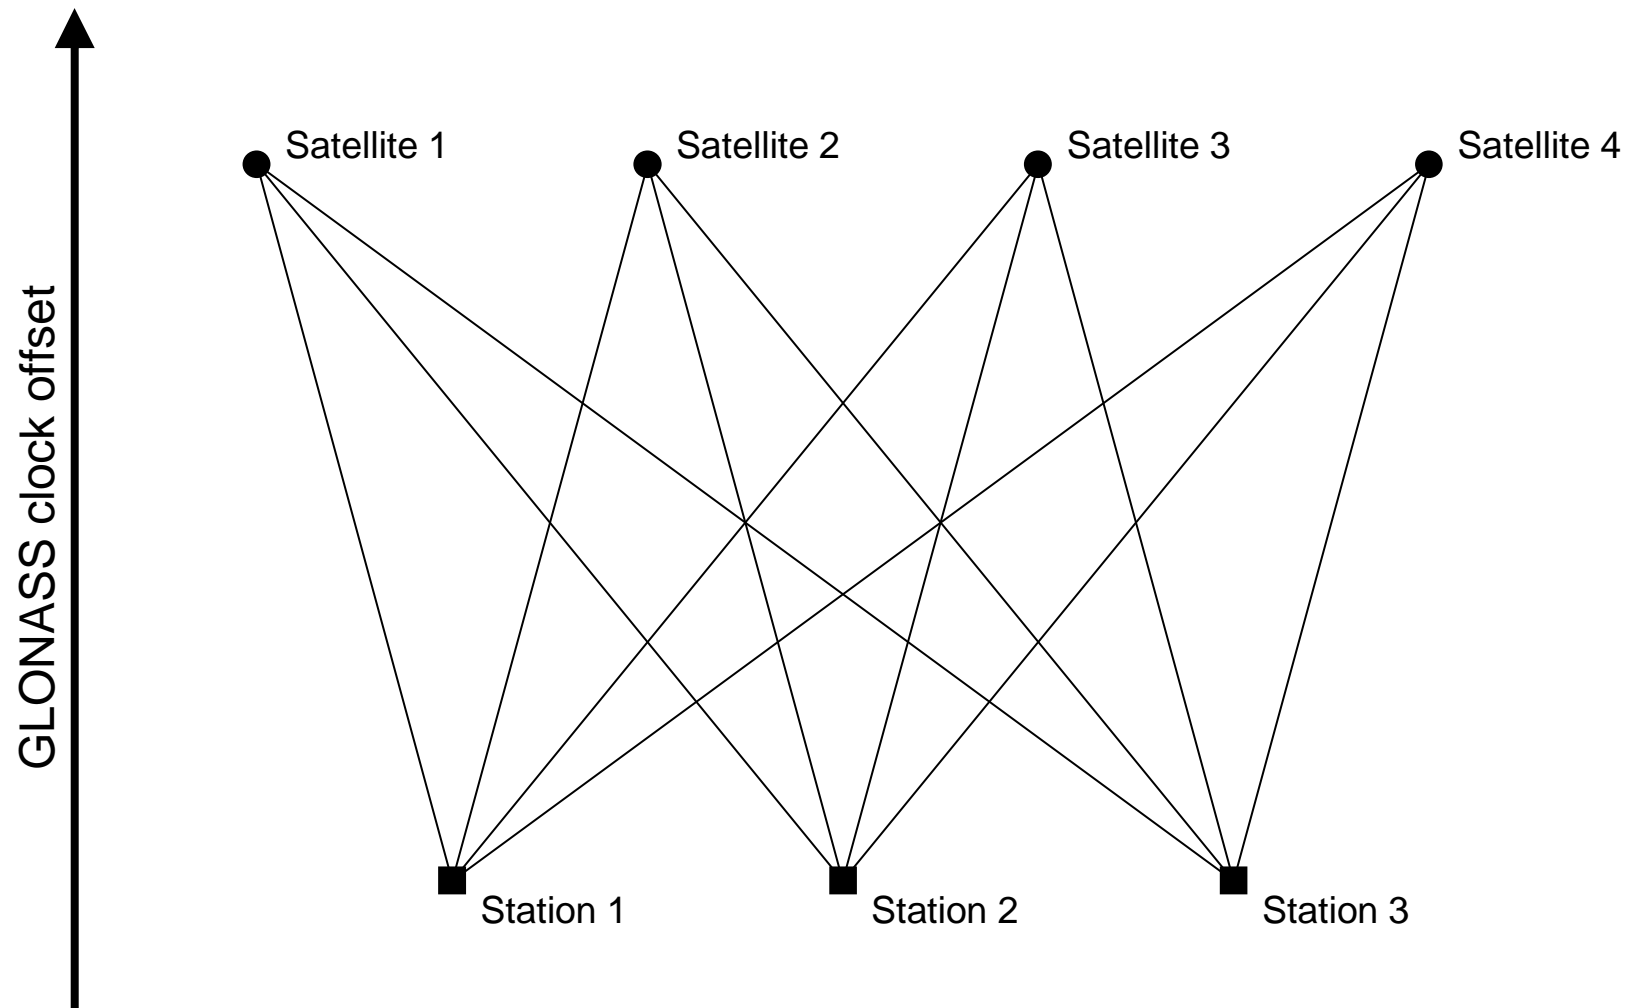 Satellite 1
Satellite 2
Satellite 3
Satellite 4
GLONASS clock offset
Station 1
Station 2
Station 3